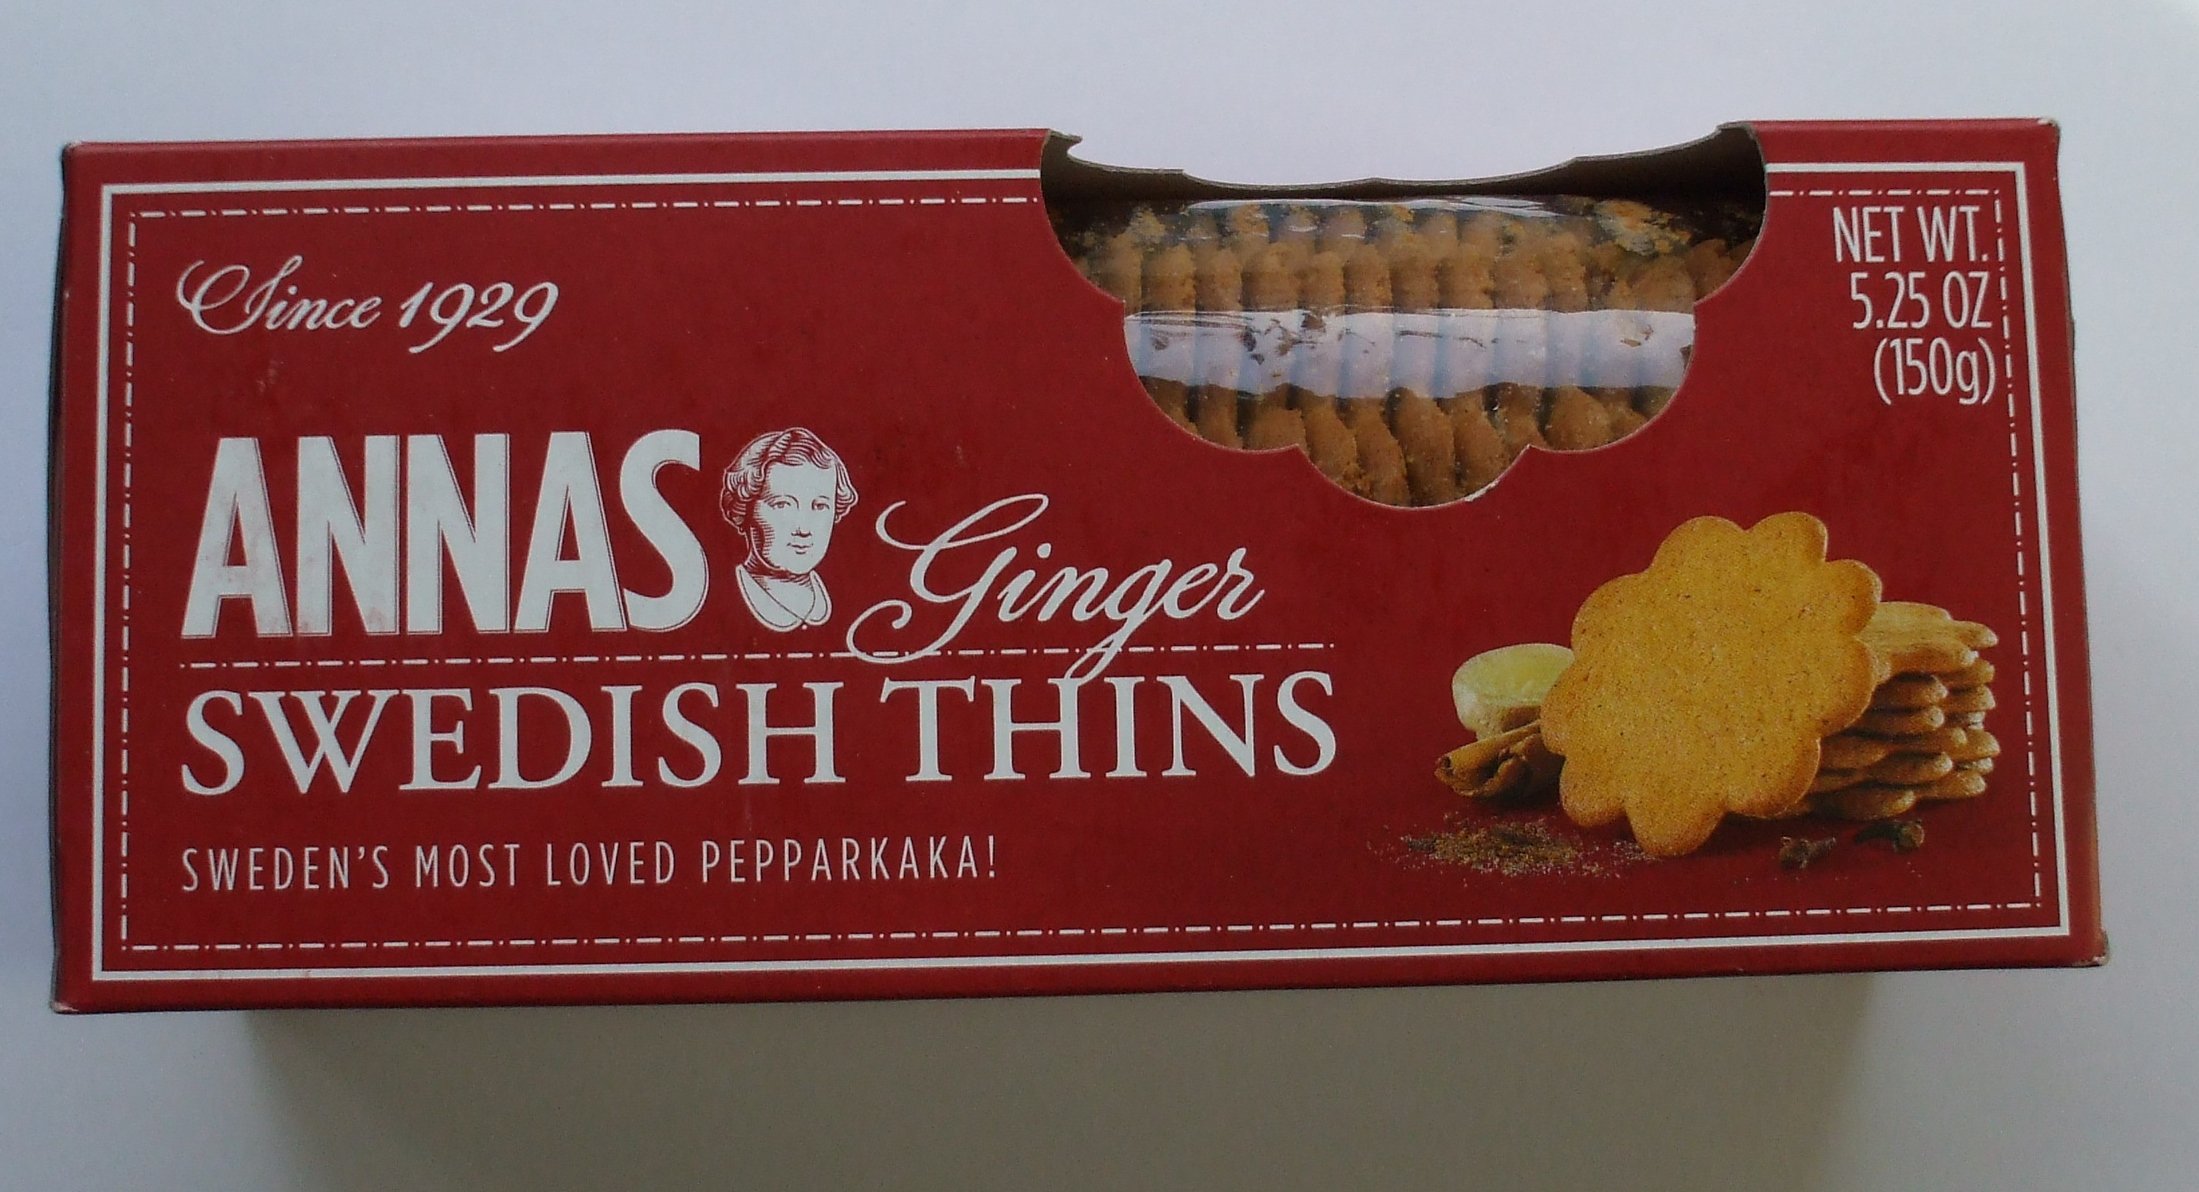 Since 1929
ANNAS Ginger
SWEDISH THINS
SWEDEN'S MOST LOVED PEPPARKAKA!
NET WT.
5.25 OZ
(150g)